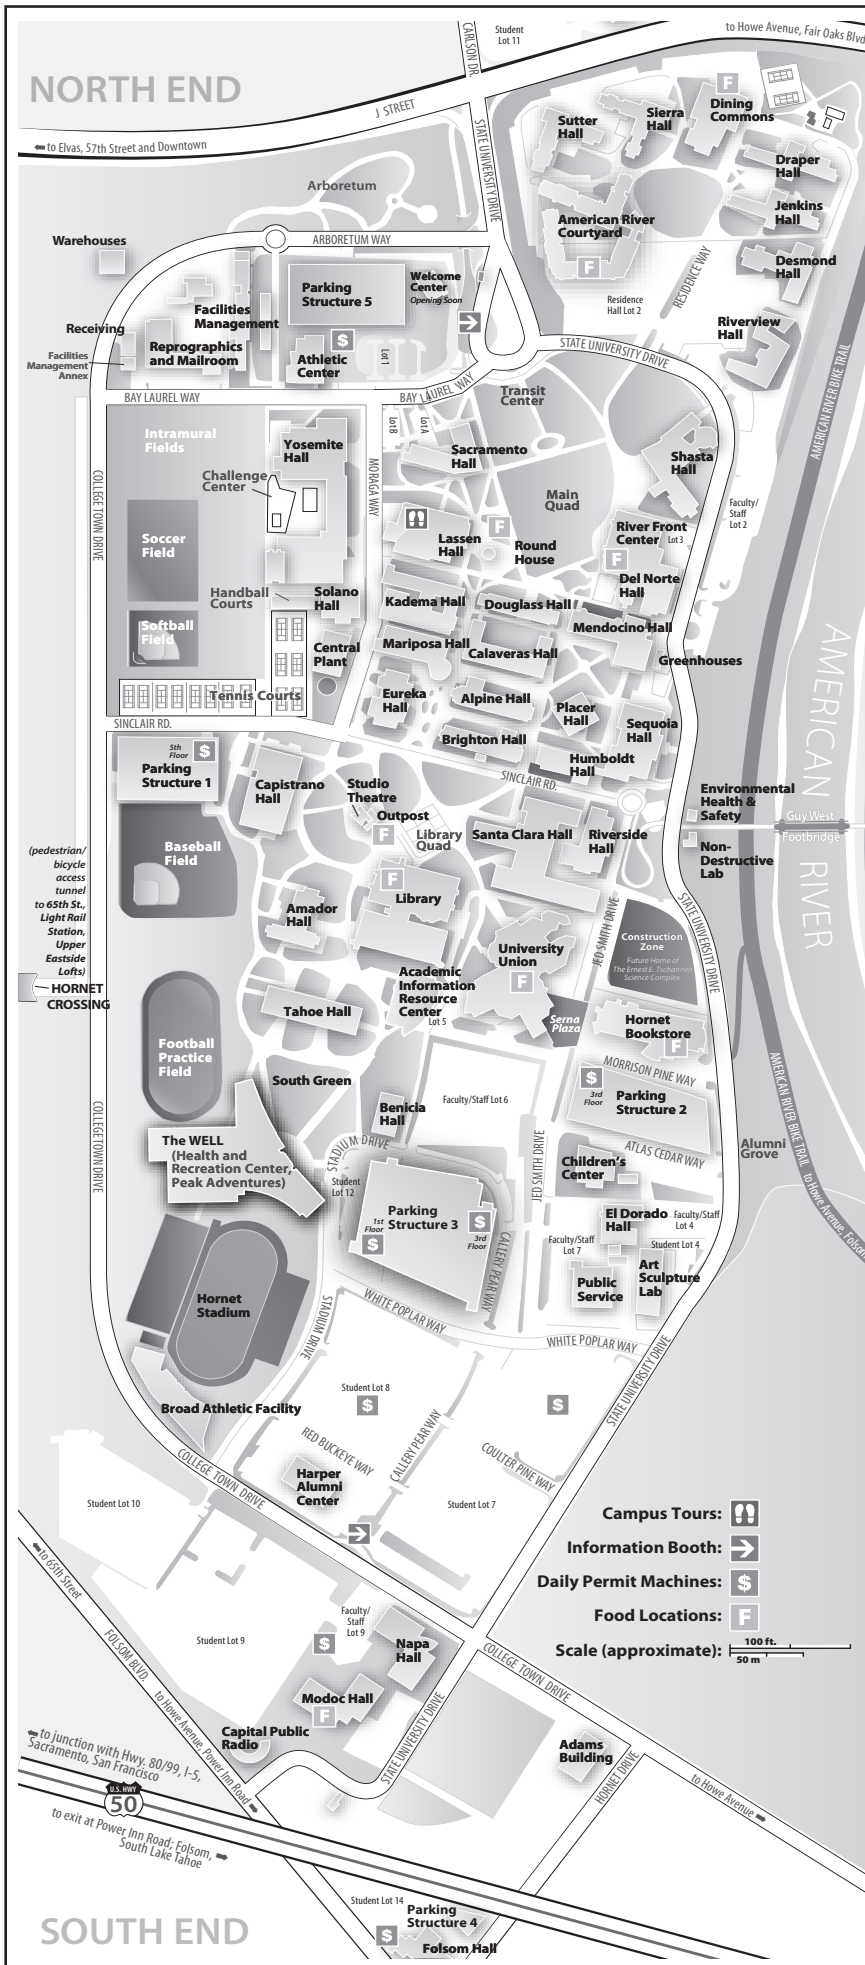 Student
Lot 11
to Howe Avenue, Fair Oaks Blvd
CARLSON DR.
NORTH END
J STREET
to Elvas, 57th Street and Downtown
STATE UNIVERSITY DRIVE
Sutter
Hall
Sierra
Hall
F
Dining
Commons
Draper
Hall
Jenkins
Hall
Desmond
Hall
American River
Courtyard
F
Arboretum
ARBORETUM WAY
Warehouses
Parking
Structure 5
Welcome
Center
Opening Soon
Residence
Hall Lot 2
RESIDENCE WAY
Riverview
Hall
Facilities
Management
Receiving
Reprographics
and Mailroom
Facilities
Management
Annex
$
Athletic
Center
Lot 1
STATE UNIVERSITY DRIVE
AMERICAN RIVER BIKE TRAIL
BAY LAUREL WAY
BAY LAUREL WAY
Transit
Center
Intramural
Fields
Yosemite
Hall
Lot B
Lot A
Sacramento
Hall
Shasta
Hall
Challenge
Center
COLLEGE TOWN DRIVE
MORAGA WAY
Main
Quad
Faculty/
Staff
Lot 2
Soccer
Field
Lassen
Hall
F
Round
House
River Front
Center
Lot 3
F
Del Norte
Hall
Handball
Courts
Solano
Hall
Kadema Hall
Douglass Hall
Mendocino Hall
Softball
Field
Central
Plant
Mariposa Hall
Calaveras Hall
Greenhouses
AMERICAN RIVER
Tennis Courts
Eureka
Hall
Alpine Hall
Placer
Hall
Sequoia
Hall
SINCLAIR RD.
Brighton Hall
Humboldt
Hall
SINCLAIR RD.
5th
Floor
$
Parking
Structure 1
Capistrano
Hall
Studio
Theatre
Outpost
F
Library
Quad
Santa Clara Hall
Riverside
Hall
Environmental
Health &
Safety
Guy West
Footbridge
Non-
Destructive
Lab
Baseball
Field
(pedestrian/
bicycle
access
tunnel
to 65th St.,
Light Rail
Station,
Upper
Eastside
Lofts)
HORNET
CROSSING
F
Library
Amador
Hall
JED SMITH DRIVE
STATE UNIVERSITY DRIVE
Construction
Zone
Future Home of
The Ernest E. Tschannen
Science Complex
University
Union
F
Academic
Information
Resource
Center
Lot 5
Tahoe Hall
Serna
Plaza
Hornet
Bookstore
F
Football
Practice
Field
South Green
Faculty/Staff Lot 6
MORRISON PINE WAY
$
3rd
Floor
Parking
Structure 2
AMERICAN RIVER BIKE TRAIL
to Howe Avenue, Folsom
Benicia
Hall
COLLEGE TOWN DRIVE
The WELL
(Health and
Recreation Center,
Peak Adventures)
STADIUM DRIVE
Student
Lot 12
JED SMITH DRIVE
ATLAS CEDAR WAY
Alumni
Grove
Children's
Center
Parking
Structure 3
1st
Floor
$
$
3rd
Floor
CALLERY PEAR WAY
El Dorado
Hall
Faculty/Staff
Lot 4
Faculty/Staff
Lot 7
Student Lot 4
Public
Service
Art
Sculpture
Lab
Hornet
Stadium
STADIUM DRIVE
WHITE POPLAR WAY
WHITE POPLAR WAY
STATE UNIVERSITY DRIVE
Student Lot 8
$
$
Broad Athletic Facility
RED BUCKEYE WAY
CALLERY PEAR WAY
COULTER PINE WAY
COLLEGE TOWN DRIVE
Harper
Alumni
Center
Student Lot 10
Student Lot 7
Campus Tours:
Information Booth:
Daily Permit Machines: $
Food Locations: F
Scale (approximate):
100 ft.
50 m
to 65th Street
FOLSOM BLVD.
to Howe Avenue, Power Inn Road
Student Lot 9
Faculty/
Staff
Lot 9
$
Napa
Hall
Modoc Hall
F
Capital Public
Radio
STATE UNIVERSITY DRIVE
COLLEGE TOWN DRIVE
Adams
Building
HORNET DRIVE
to Howe Avenue
to junction with Hwy. 80/99, I-5,
Sacramento, San Francisco
U.S. HWY
50
to exit at Power Inn Road; Folsom,
South Lake Tahoe
Student Lot 14
Parking
Structure 4
$
Folsom Hall
SOUTH END